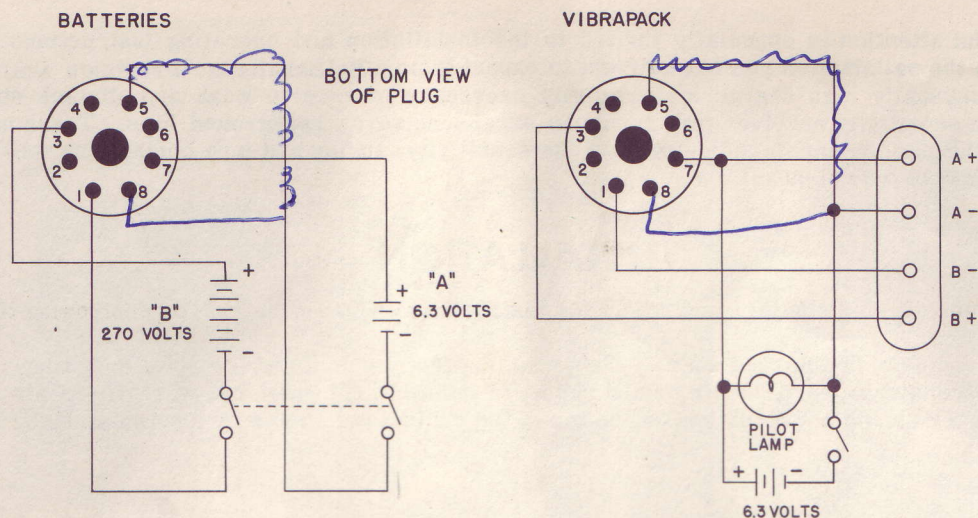 BATTERIES
BOTTOM VIEW
OF PLUG
4
5
3
6
2
7
1
8
+
"B"
270 VOLTS
-
+
"A"
6.3 VOLTS
-
VIBRAPACK
4
5
3
6
2
7
1
8
A +
A -
B -
B +
PILOT
LAMP
+ -
6.3 VOLTS